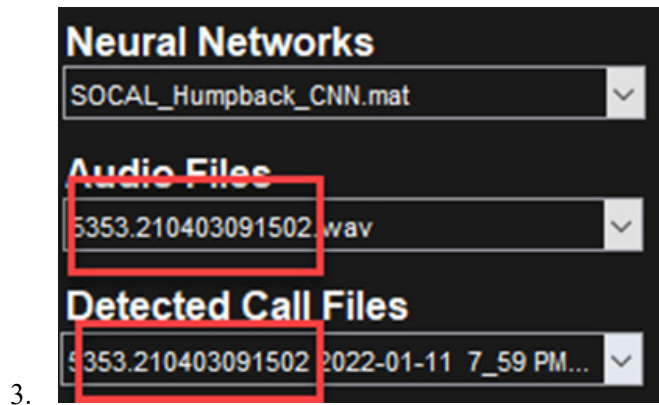 Neural Networks
SOCAL_Humpback_CNN.mat
Audio Files
5353.210403091502.wav
Detected Call Files
5353.210403091502 2022-01-11 7_59 PM...
3.